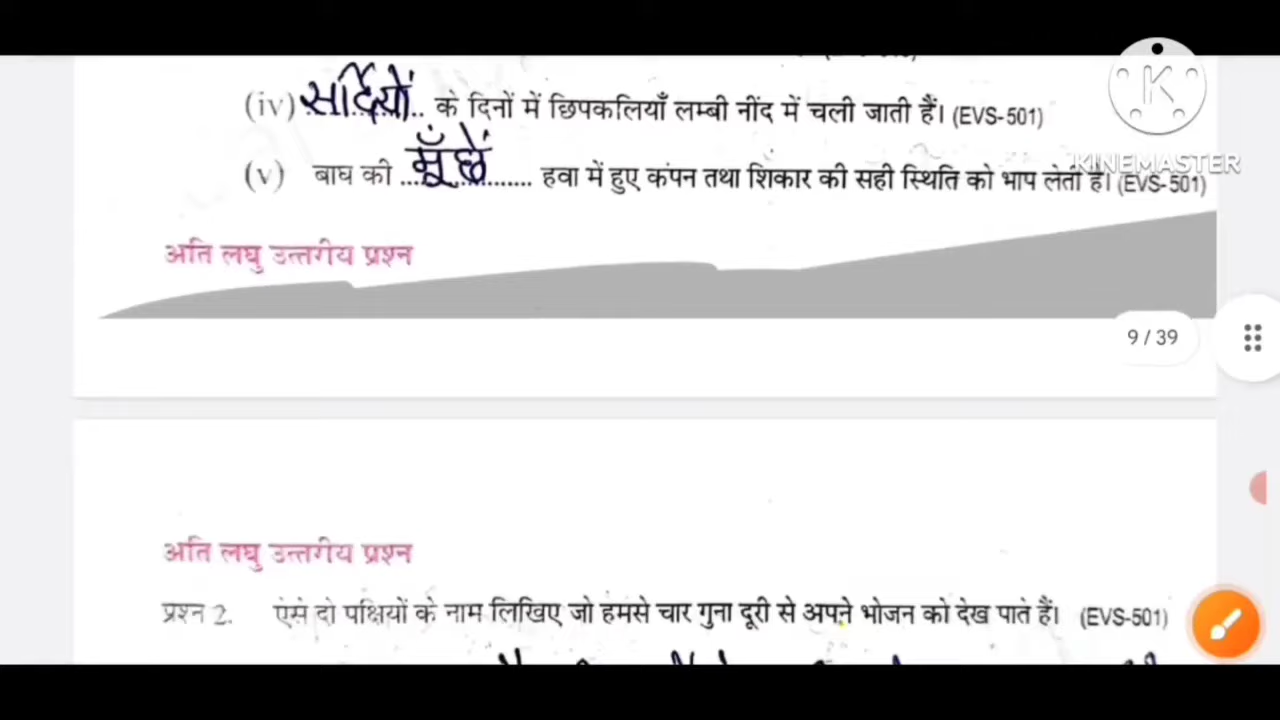 KINEMASTER
(iv) सर्दियों के दिनों में छिपकलियाँ लम्बी नींद में चली जाती हैं। (EVS-501)
(v) बाघ की ....मूँछें.... हवा में हुए कंपन तथा शिकार की सही स्थिति को भाप लेती हैं। (EVS-501)
अति लघु उत्तरीय प्रश्न
9 / 39
अति लघु उत्तरीय प्रश्न
प्रश्न 2. ऐसे दो पक्षियों के नाम लिखिए जो हमसे चार गुना दूरी से अपने भोजन को देख पाते हैं। (EVS-501)